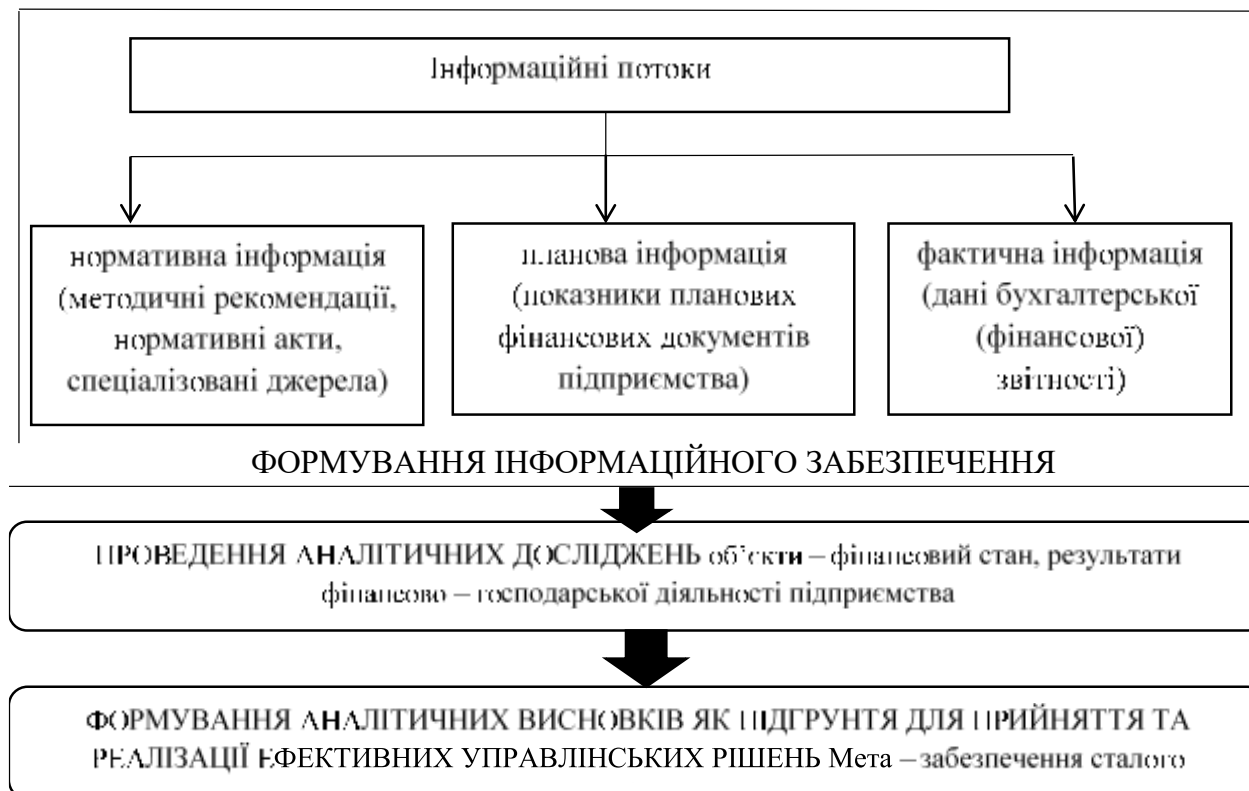 Інформаційні потоки
нормативна інформація
(методичні рекомендації,
нормативні акти,
спеціалізовані джерела)
планова інформація
(показники планових
фінансових документів
підприємства)
фактична інформація
(дані бухгалтерської
(фінансової)
звітності)
ФОРМУВАННЯ ІНФОРМАЦІЙНОГО ЗАБЕЗПЕЧЕННЯ
ПРОВЕДЕННЯ АНАЛІТИЧНИХ ДОСЛІДЖЕНЬ об’єкти – фінансовий стан, результати
фінансово – господарської діяльності підприємства
ФОРМУВАННЯ АНАЛІТИЧНИХ ВИСНОВКІВ ЯК ПІДГРУНТЯ ДЛЯ ПРИЙНЯТТЯ ТА
РЕАЛІЗАЦІЇ ЕФЕКТИВНИХ УПРАВЛІНСЬКИХ РІШЕНЬ Мета – забезпечення сталого